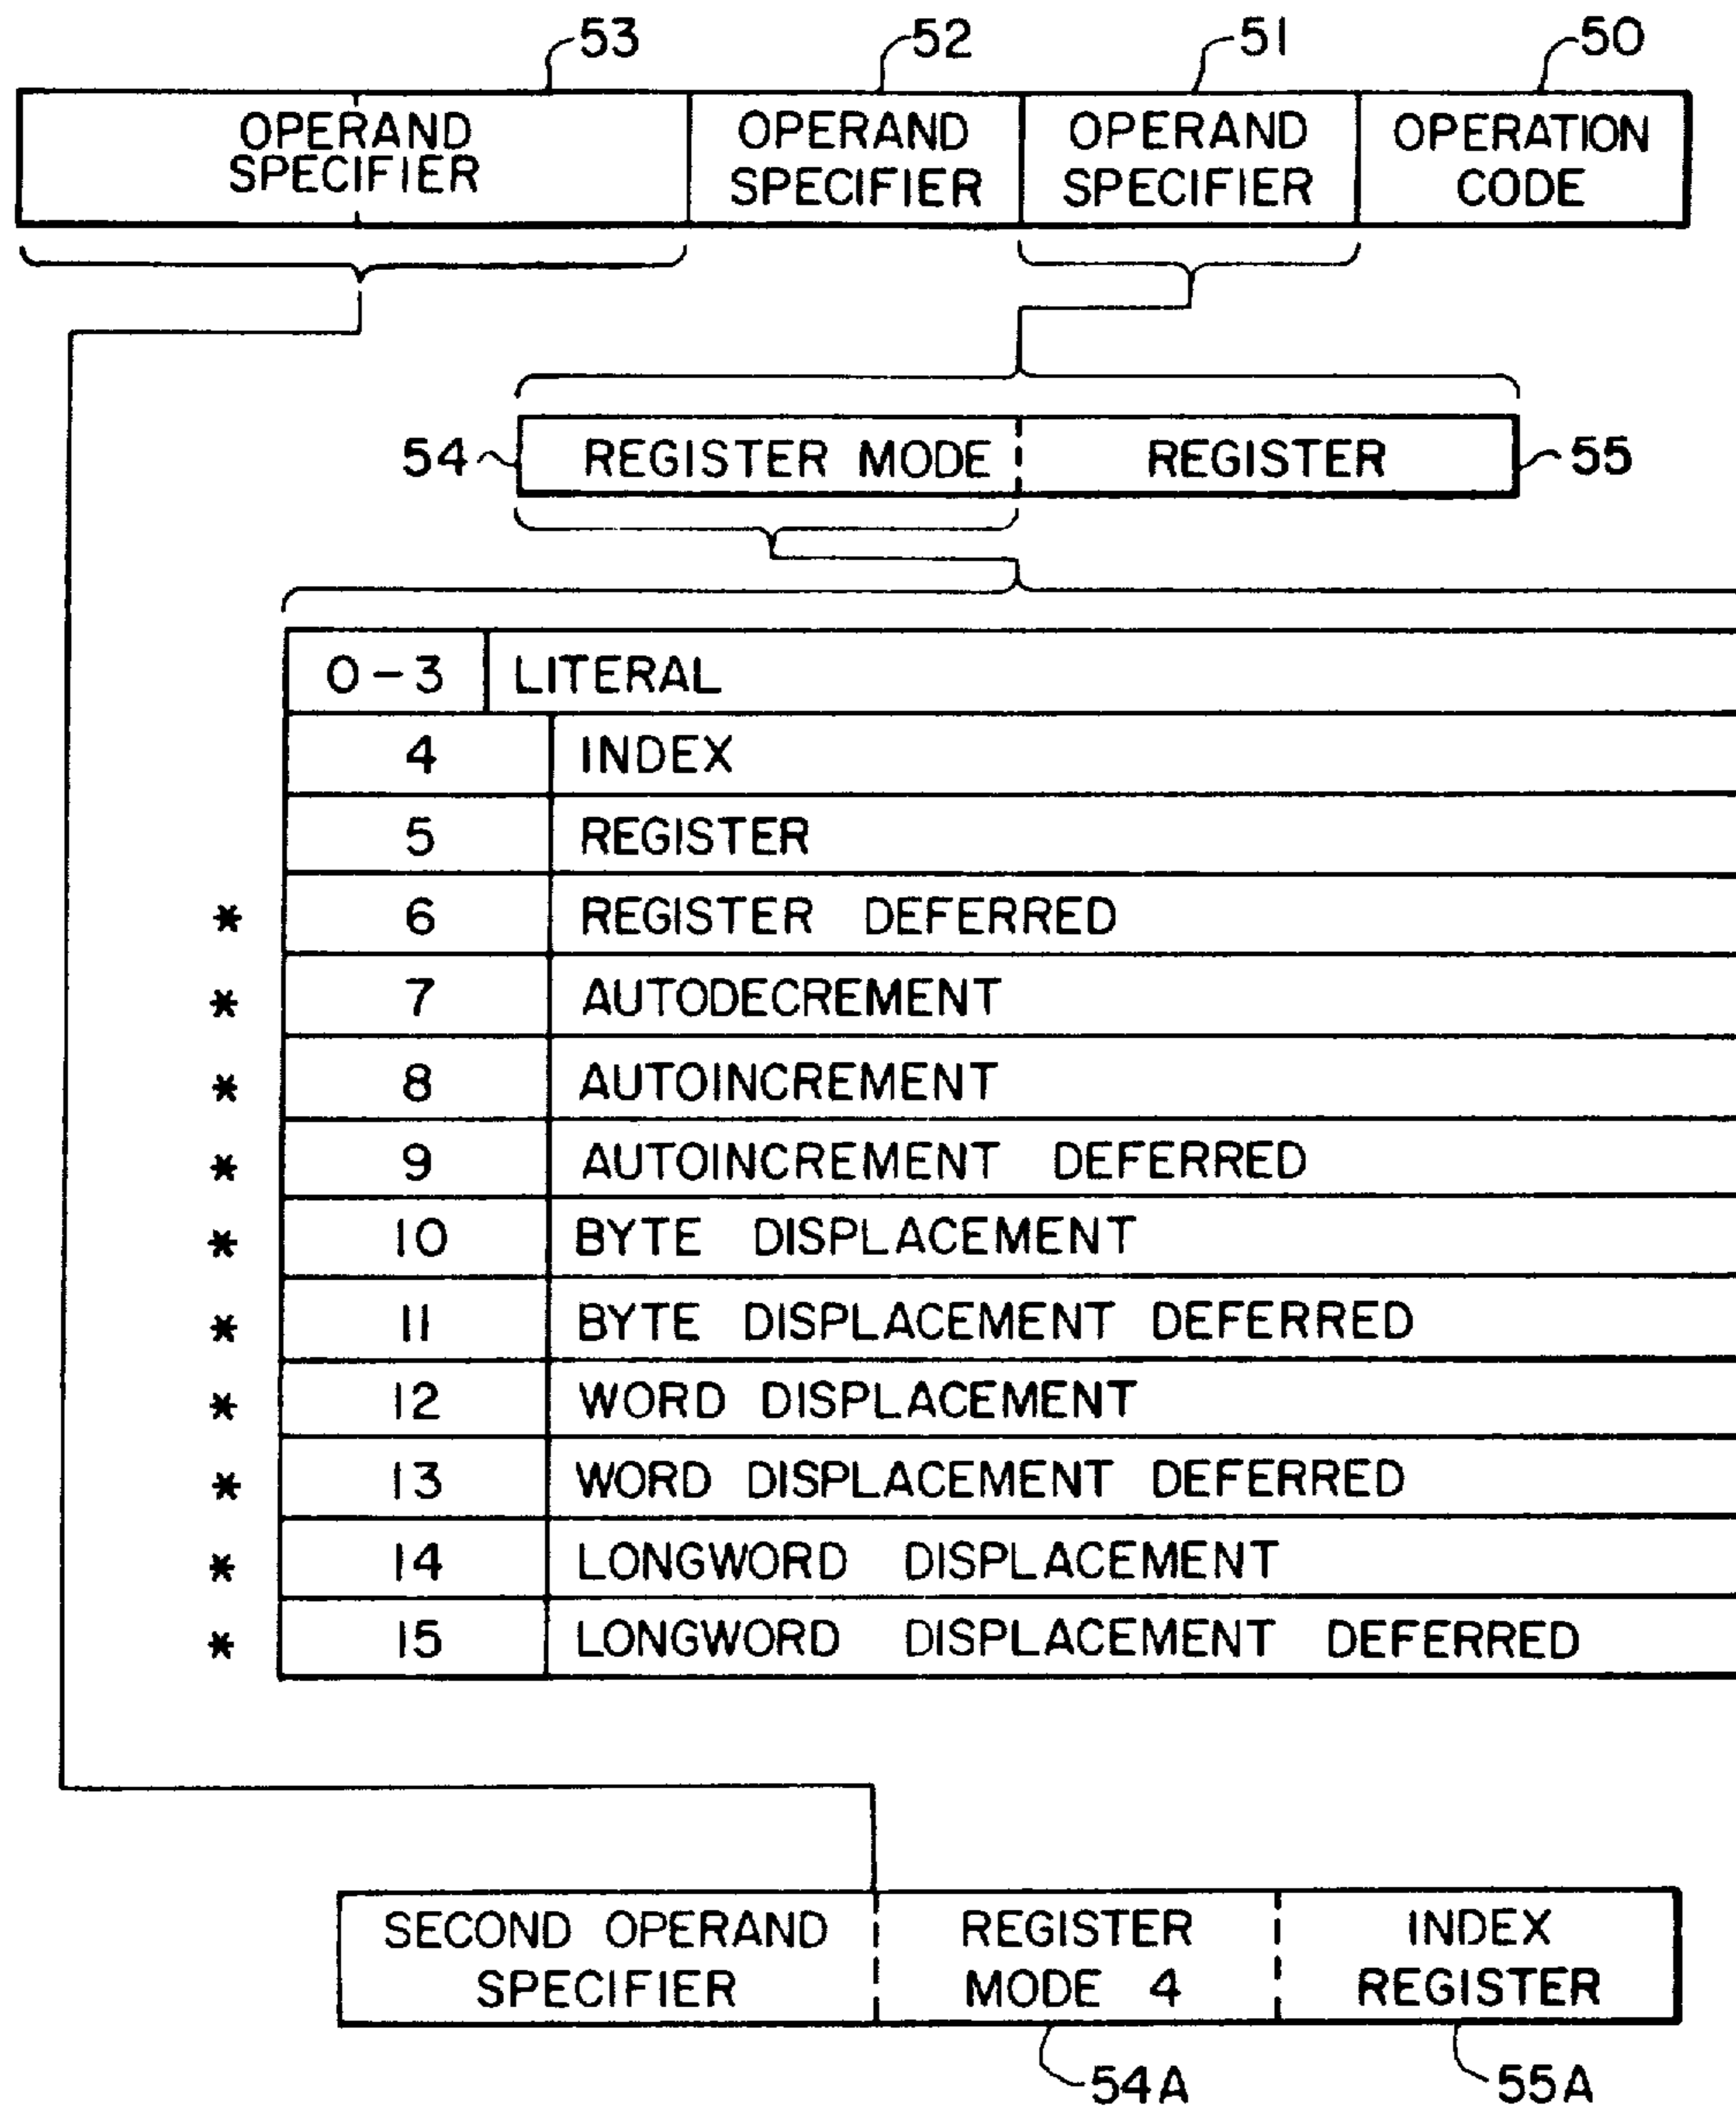 53 52 51 50
OPERAND SPECIFIER
OPERAND SPECIFIER
OPERAND SPECIFIER
OPERATION CODE
54 REGISTER MODE REGISTER 55
0-3 LITERAL
4 INDEX
5 REGISTER
* 6 REGISTER DEFERRED
* 7 AUTODECREMENT
* 8 AUTOINCREMENT
* 9 AUTOINCREMENT DEFERRED
* 10 BYTE DISPLACEMENT
* 11 BYTE DISPLACEMENT DEFERRED
* 12 WORD DISPLACEMENT
* 13 WORD DISPLACEMENT DEFERRED
* 14 LONGWORD DISPLACEMENT
* 15 LONGWORD DISPLACEMENT DEFERRED
SECOND OPERAND
SPECIFIER
REGISTER
MODE 4
INDEX
REGISTER
54A 55A